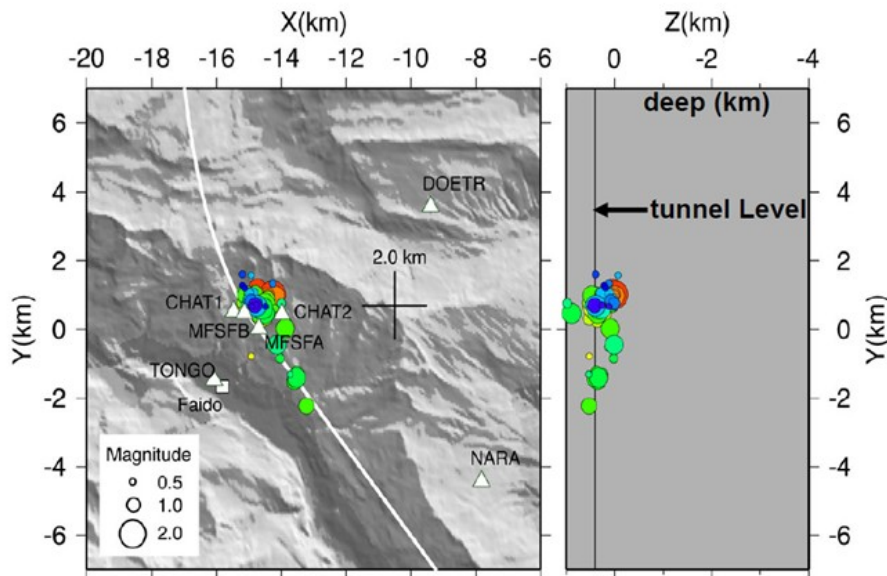 X(km)
Z(km)
-20 -18 -16 -14 -12 -10 -8 -6
0 -2 -4
deep (km)
6
6
DOETR
4
4
tunnel Level
2.0 km
2
2
CHAT1
CHAT2
Y(km)
0
MFSFB
MFSFA
0
Y(km)
TONGO
Faido
-2
-2
Magnitude
0.5
1.0
2.0
NARA
-4
-4
-6
-6